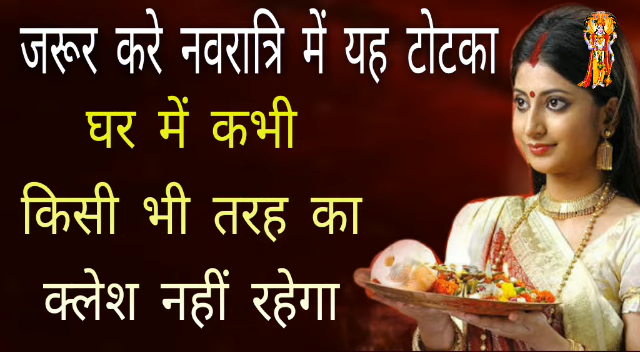 जरूर करे नवरात्रि में यह टोटका
घर में कभी
किसी भी तरह का
क्लेश नहीं रहेगा